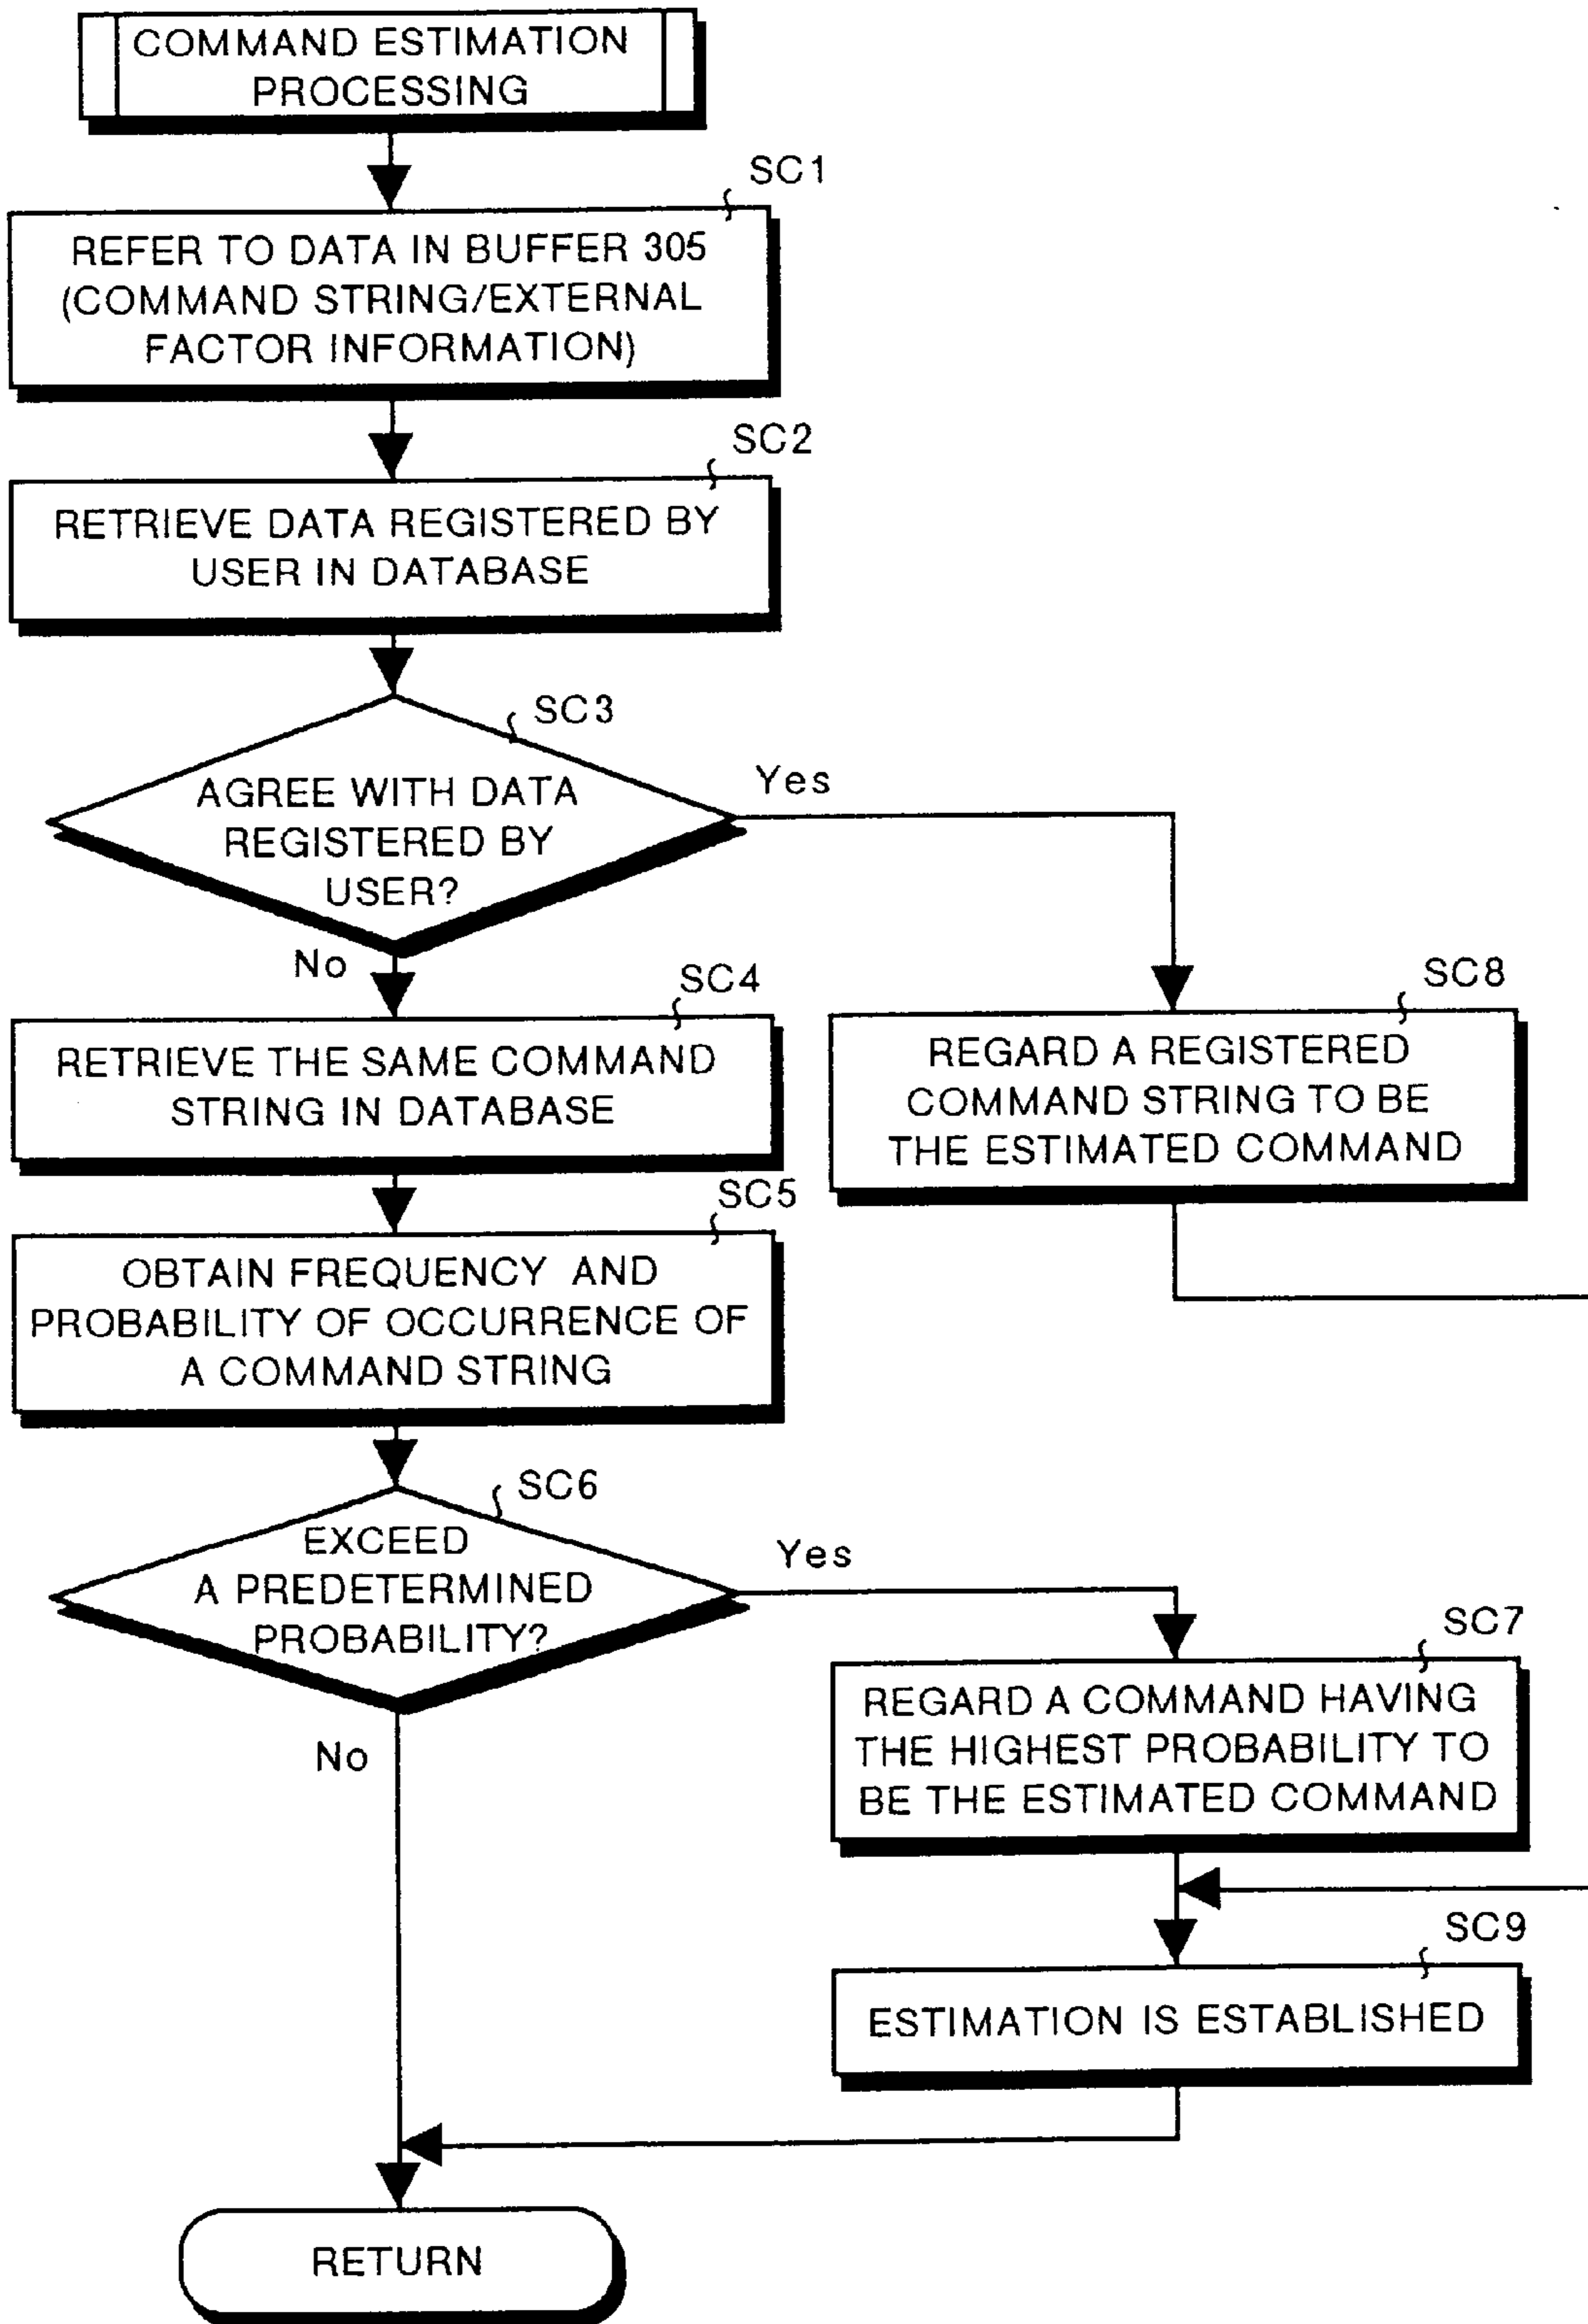 COMMAND ESTIMATION
PROCESSING
SC1
REFER TO DATA IN BUFFER 305
(COMMAND STRING/EXTERNAL
FACTOR INFORMATION)
SC2
RETRIEVE DATA REGISTERED BY
USER IN DATABASE
SC3
AGREE WITH DATA
REGISTERED BY
USER?
Yes
No
SC4
RETRIEVE THE SAME COMMAND
STRING IN DATABASE
SC8
REGARD A REGISTERED
COMMAND STRING TO BE
THE ESTIMATED COMMAND
SC5
OBTAIN FREQUENCY AND
PROBABILITY OF OCCURRENCE OF
A COMMAND STRING
SC6
EXCEED
A PREDETERMINED
PROBABILITY?
Yes
No
SC7
REGARD A COMMAND HAVING
THE HIGHEST PROBABILITY TO
BE THE ESTIMATED COMMAND
SC9
ESTIMATION IS ESTABLISHED
RETURN